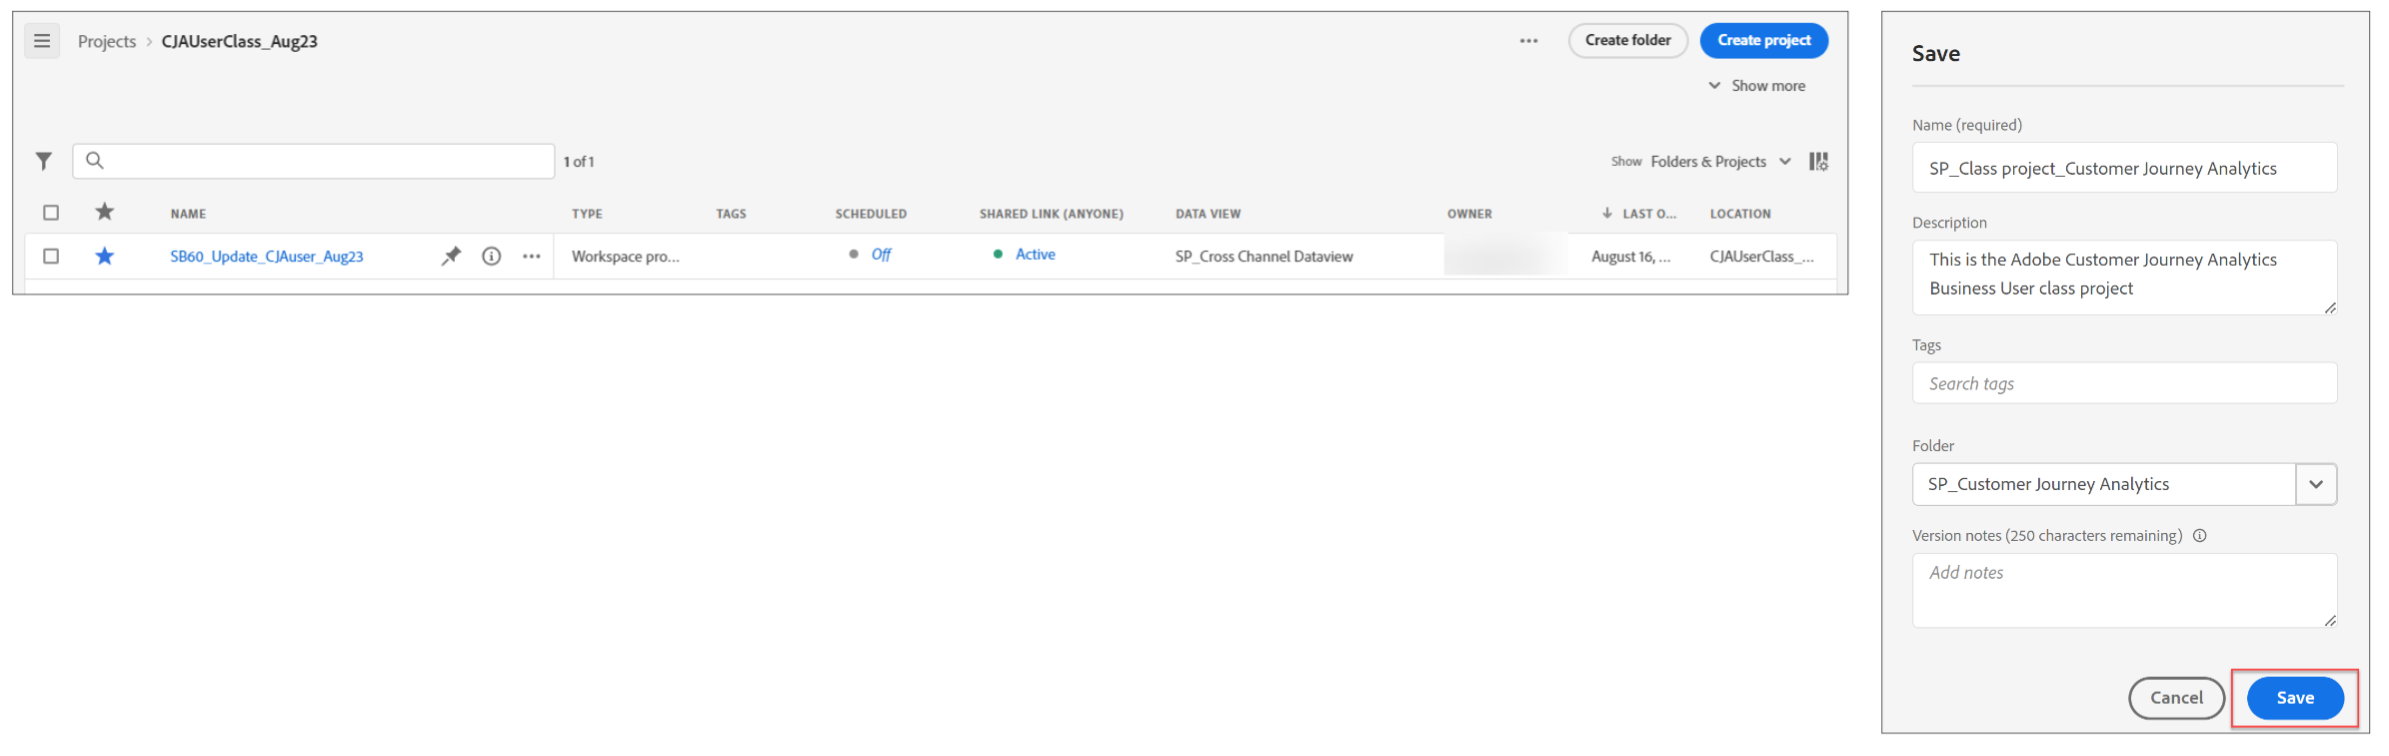 Projects > CJAUserClass_Aug23
Create folder
Create project
Show more
1 of 1
Show Folders & Projects
NAME TYPE TAGS SCHEDULED SHARED LINK (ANYONE) DATA VIEW OWNER LAST O... LOCATION
SB60_Update_CJAuser_Aug23 Workspace pro... Off Active SP_Cross Channel Dataview August 16, ... CJAUserClass_...
Save
Name (required)
SP_Class project_Customer Journey Analytics
Description
This is the Adobe Customer Journey Analytics
Business User class project
Tags
Search tags
Folder
SP_Customer Journey Analytics
Version notes (250 characters remaining)
Add notes
Cancel
Save